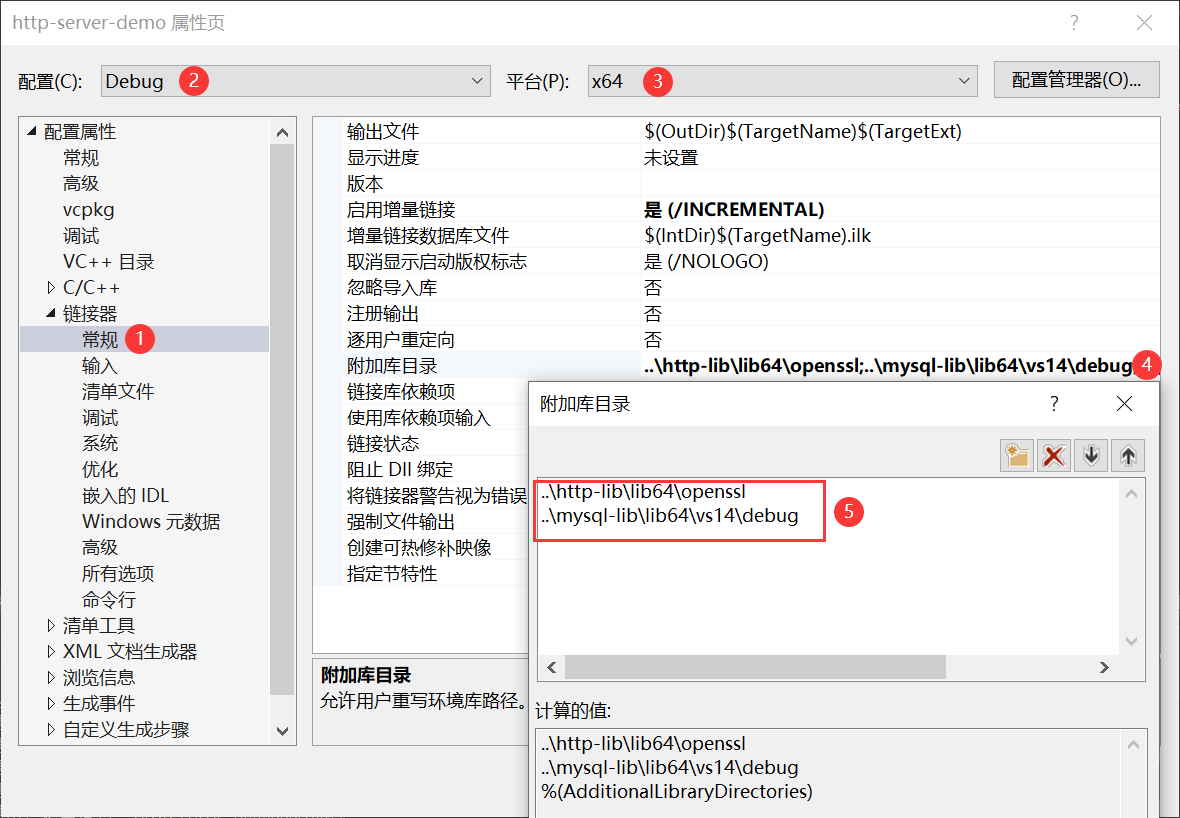 http-server-demo 属性页
?
配置(C):
Debug
2
平台(P):
x64
3
配置管理器(O)...
配置属性
常规
高级
vcpkg
调试
VC++ 目录
C/C++
链接器
常规
1
输入
清单文件
调试
系统
优化
嵌入的 IDL
Windows 元数据
高级
所有选项
命令行
清单工具
XML 文档生成器
浏览信息
生成事件
自定义生成步骤
输出文件 $(OutDir)$(TargetName)$(TargetExt)
显示进度 未设置
版本
启用增量链接 是 (/INCREMENTAL)
增量链接数据库文件 $(IntDir)$(TargetName).ilk
取消显示启动版权标志 是 (/NOLOGO)
忽略导入库 否
注册输出 否
逐用户重定向 否
附加库目录 ..\http-lib\lib64\openssl;..\mysql-lib\lib64\vs14\debug
4
链接库依赖项
使用库依赖项输入
链接状态
阻止 Dll 绑定
将链接器警告视为错误
强制文件输出
创建可热修补映像
指定节特性
附加库目录
允许用户重写环境库路径。
附加库目录
?
..\http-lib\lib64\openssl
..\mysql-lib\lib64\vs14\debug
5
计算的值:
..\http-lib\lib64\openssl
..\mysql-lib\lib64\vs14\debug
%(AdditionalLibraryDirectories)